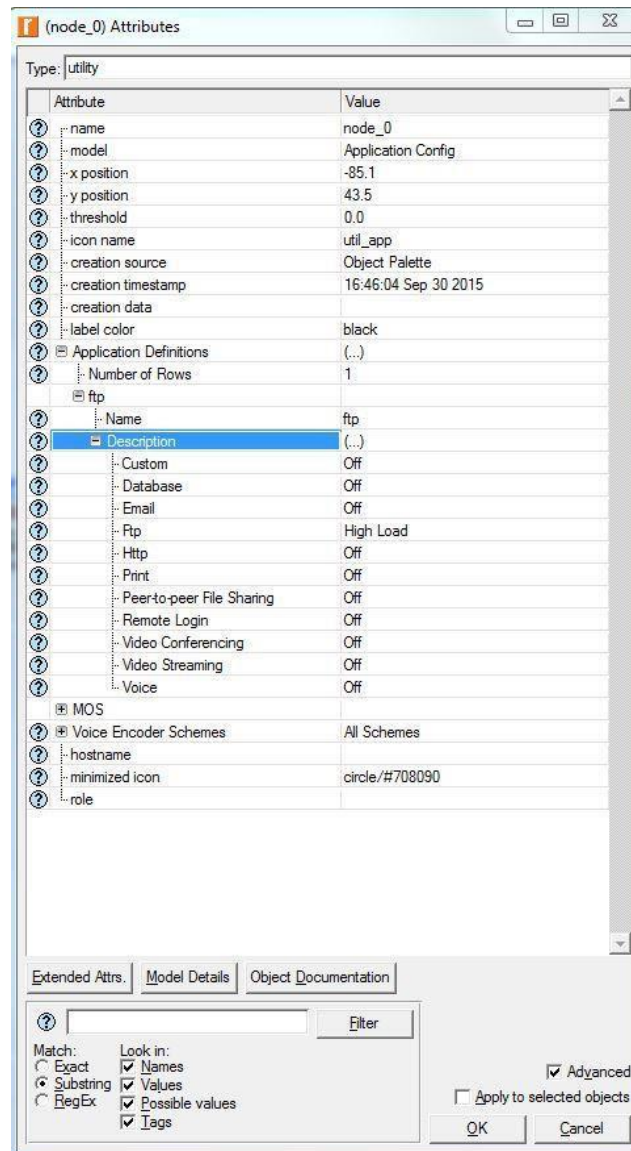 (node_0) Attributes
Type: utility
Attribute Value
name node_0
model Application Config
x position -85.1
y position 43.5
threshold 0.0
icon name util_app
creation source Object Palette
creation timestamp 16:46:04 Sep 30 2015
creation data
label color black
Application Definitions (...)
Number of Rows 1
ftp
Name ftp
Description (...)
Custom Off
Database Off
Email Off
Ftp High Load
Http Off
Print Off
Peer-to-peer File Sharing Off
Remote Login Off
Video Conferencing Off
Video Streaming Off
Voice Off
MOS
Voice Encoder Schemes All Schemes
hostname
minimized icon circle/#708090
role
Extended Attrs. Model Details Object Documentation
Filter
Match: Look in:
Exact Names
Substring Values
RegEx Possible values
Tags
Advanced
Apply to selected objects
OK Cancel